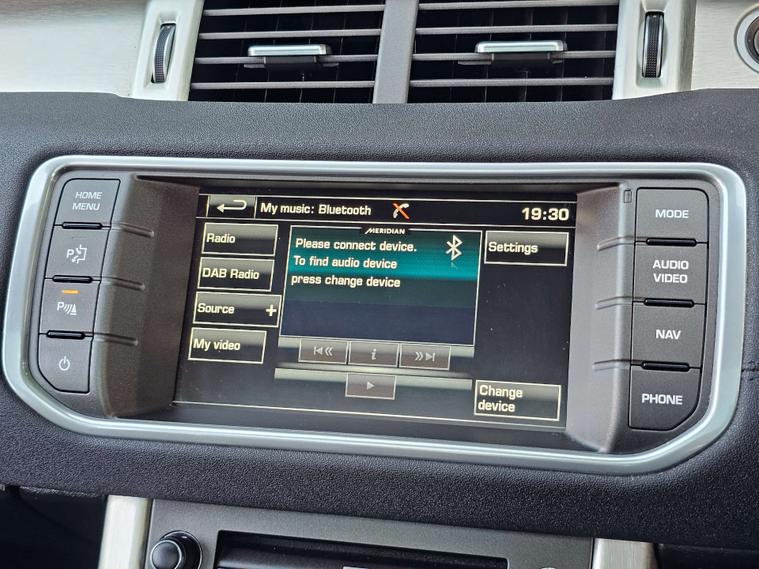 HOME
MENU
My music: Bluetooth
19:30
MODE
Radio
MERIDIAN
Please connect device.
To find audio device
press change device
Settings
DAB Radio
AUDIO
VIDEO
Source +
P
P
My video
i
NAV
Change
device
PHONE